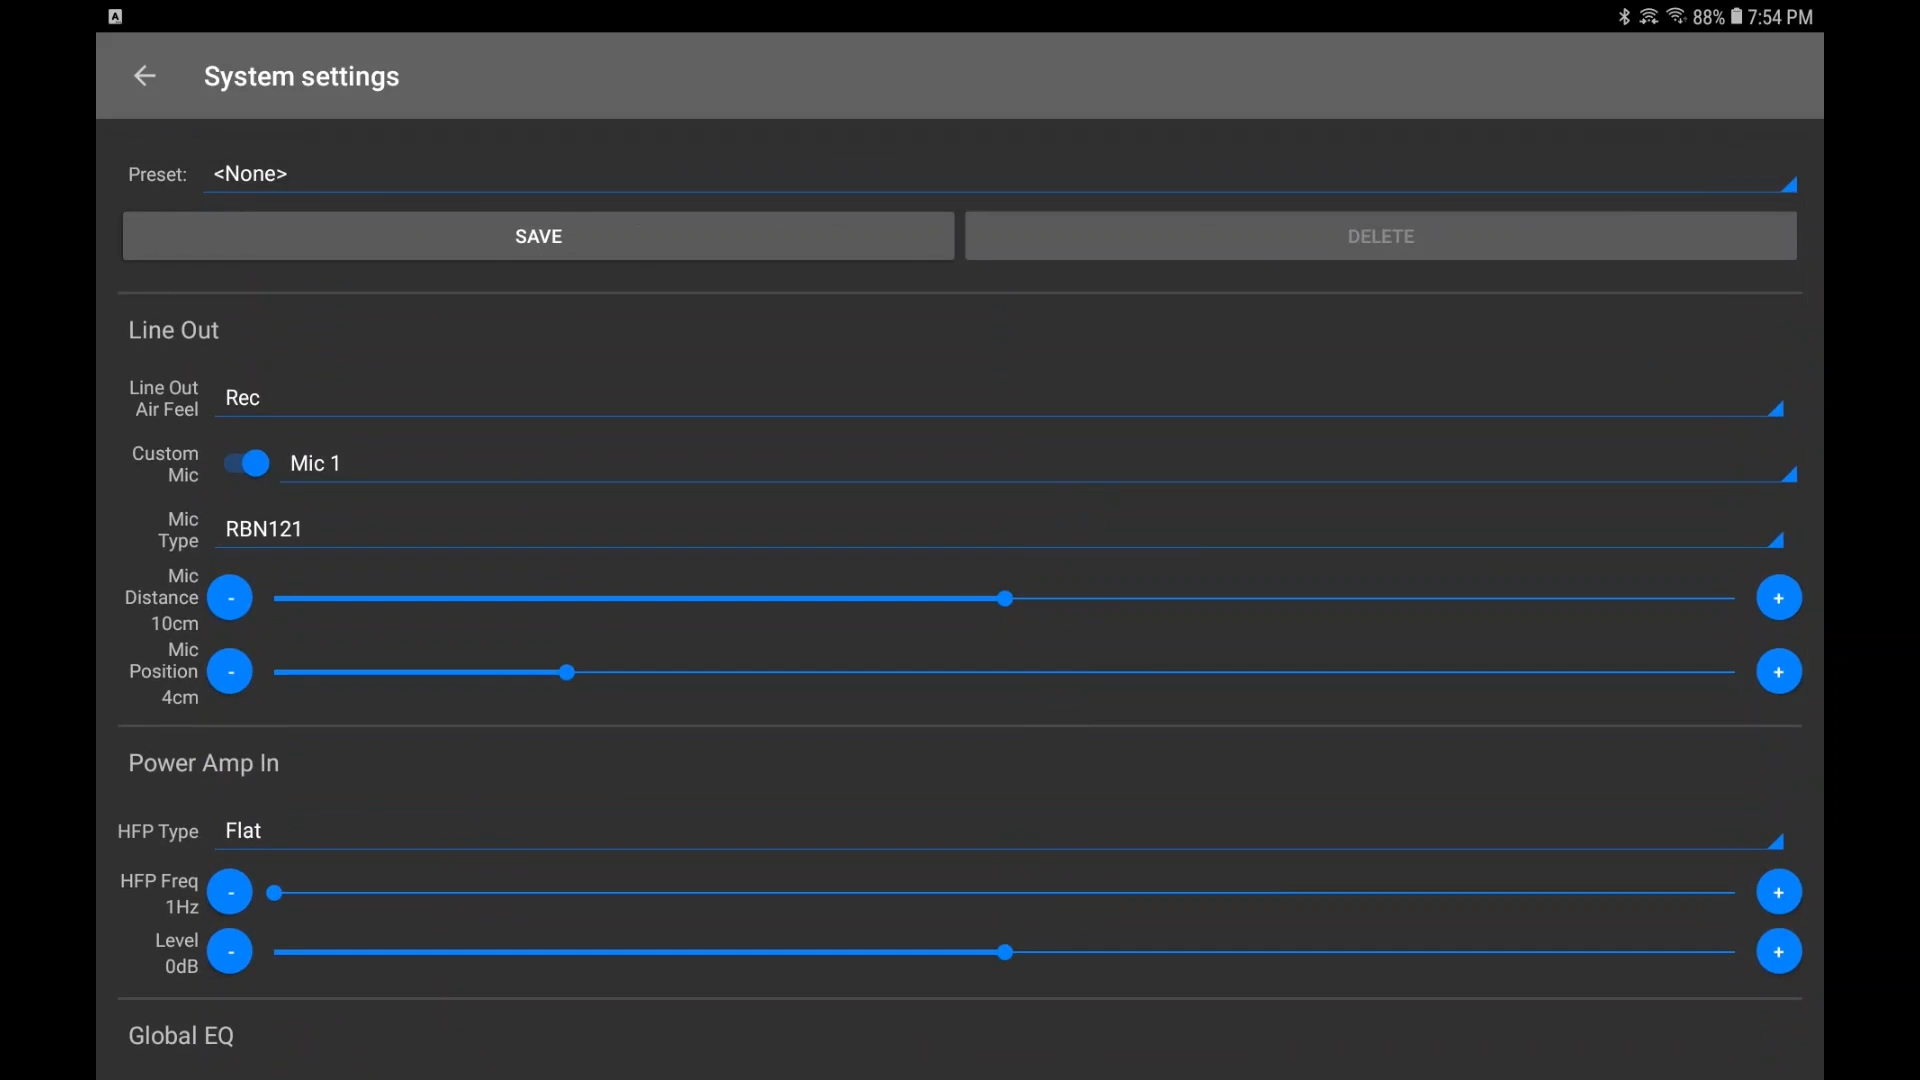 A
88% 7:54 PM
System settings
Preset: <None>
SAVE DELETE
Line Out
Line Out
Air Feel
Rec
Custom
Mic
Mic 1
Mic
Type
RBN121
Mic
Distance
10cm
- +
Mic
Position
4cm
- +
Power Amp In
HFP Type Flat
HFP Freq
1Hz
- +
Level
0dB
- +
Global EQ